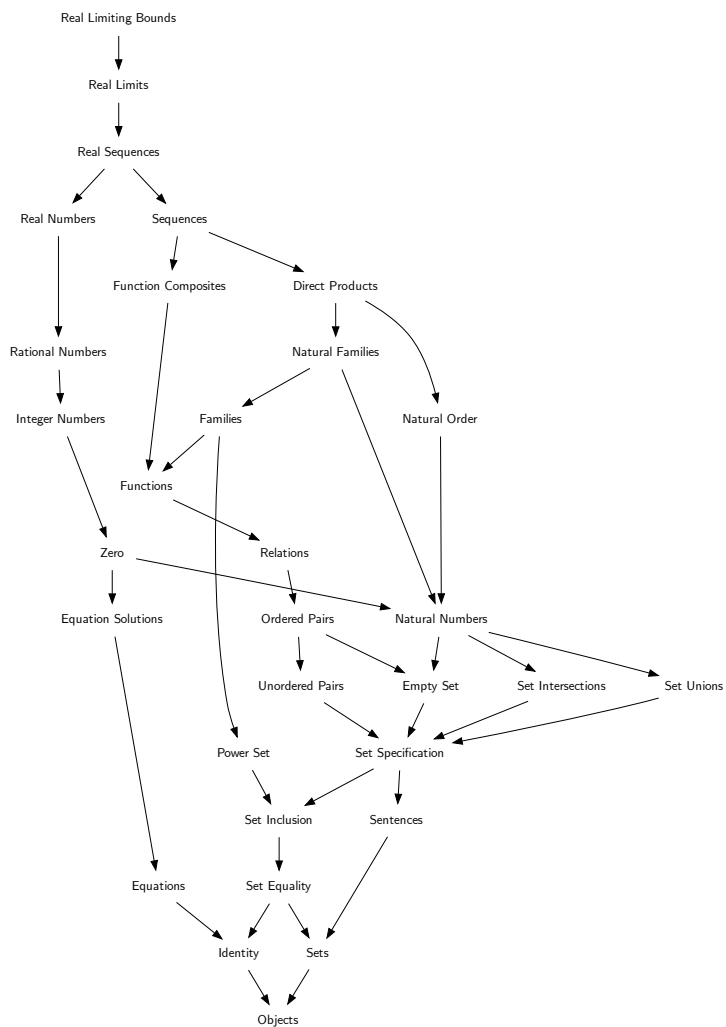 Real Limiting Bounds
Real Limits
Real Sequences
Real Numbers
Sequences
Function Composites
Direct Products
Rational Numbers
Natural Families
Integer Numbers
Families
Natural Order
Functions
Zero
Relations
Equation Solutions
Ordered Pairs
Natural Numbers
Unordered Pairs
Empty Set
Set Intersections
Set Unions
Power Set
Set Specification
Set Inclusion
Sentences
Equations
Set Equality
Identity
Sets
Objects